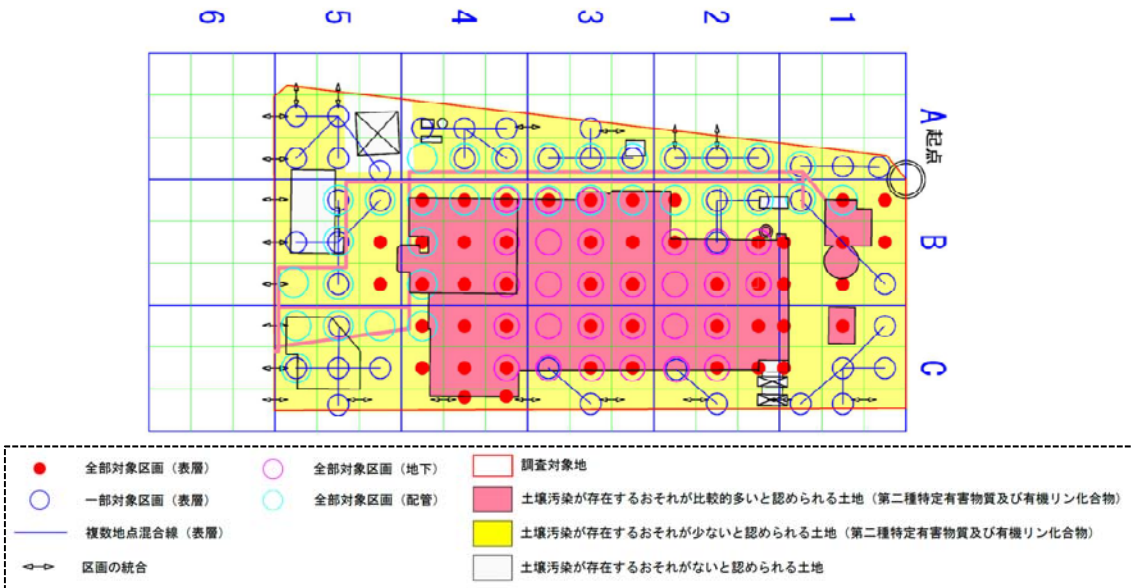 6 5 4 3 2 1
A
起点
B
C
全部対象区画（表層）
全部対象区画（地下）
調査対象地
一部対象区画（表層）
全部対象区画（配管）
土壌汚染が存在するおそれが比較的多いと認められる土地（第二種特定有害物質及び有機リン化合物）
複数地点混合線（表層）
土壌汚染が存在するおそれが少ないと認められる土地（第二種特定有害物質及び有機リン化合物）
区画の統合
土壌汚染が存在するおそれがないと認められる土地